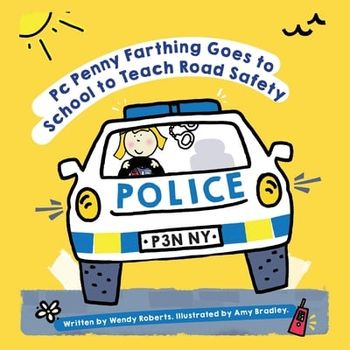 Pc Penny Farthing Goes to
School to Teach Road Safety
POLICE
P3N NY
Written by Wendy Roberts. Illustrated by Amy Bradley.